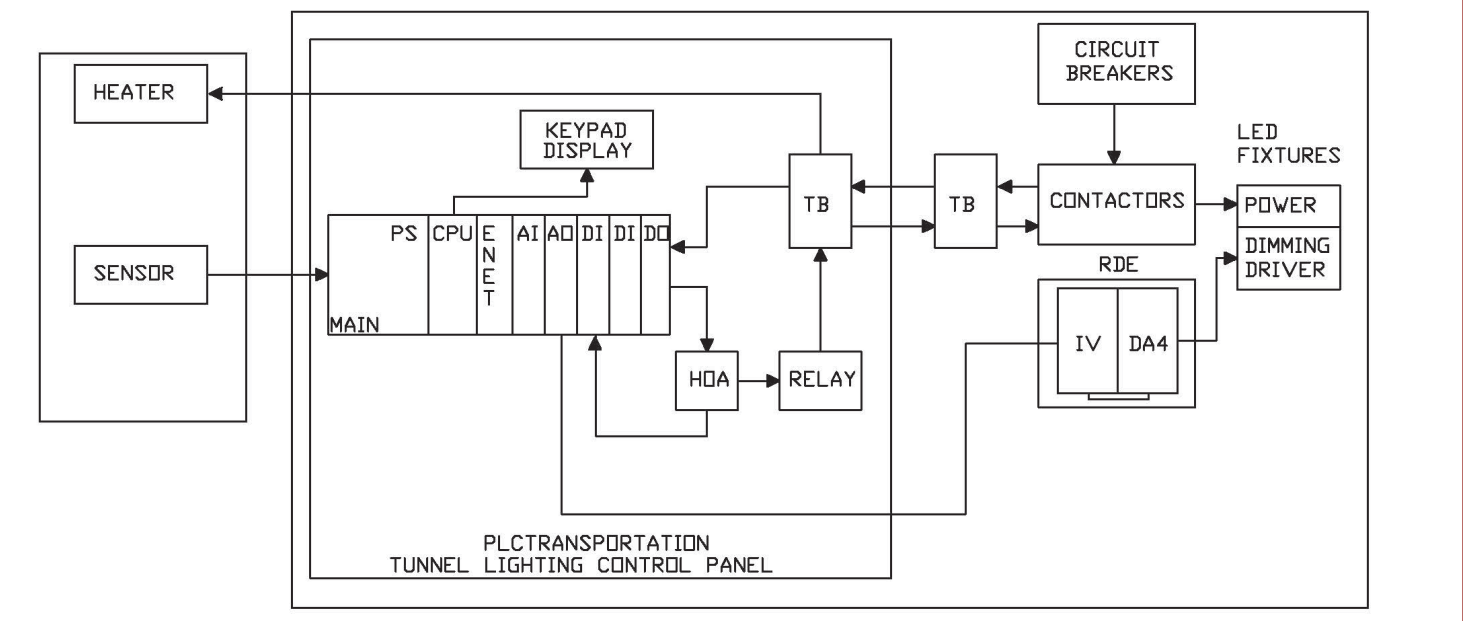 HEATER
SENSOR
KEYPAD
DISPLAY
PS
CPU
ENET
AI
AO
DI
DI
DO
MAIN
HOA
RELAY
TB
TB
CIRCUIT
BREAKERS
CONTACTORS
LED
FIXTURES
POWER
DIMMING
DRIVER
RDE
IV
DA4
PLCTRANSPORTATION
TUNNEL LIGHTING CONTROL PANEL